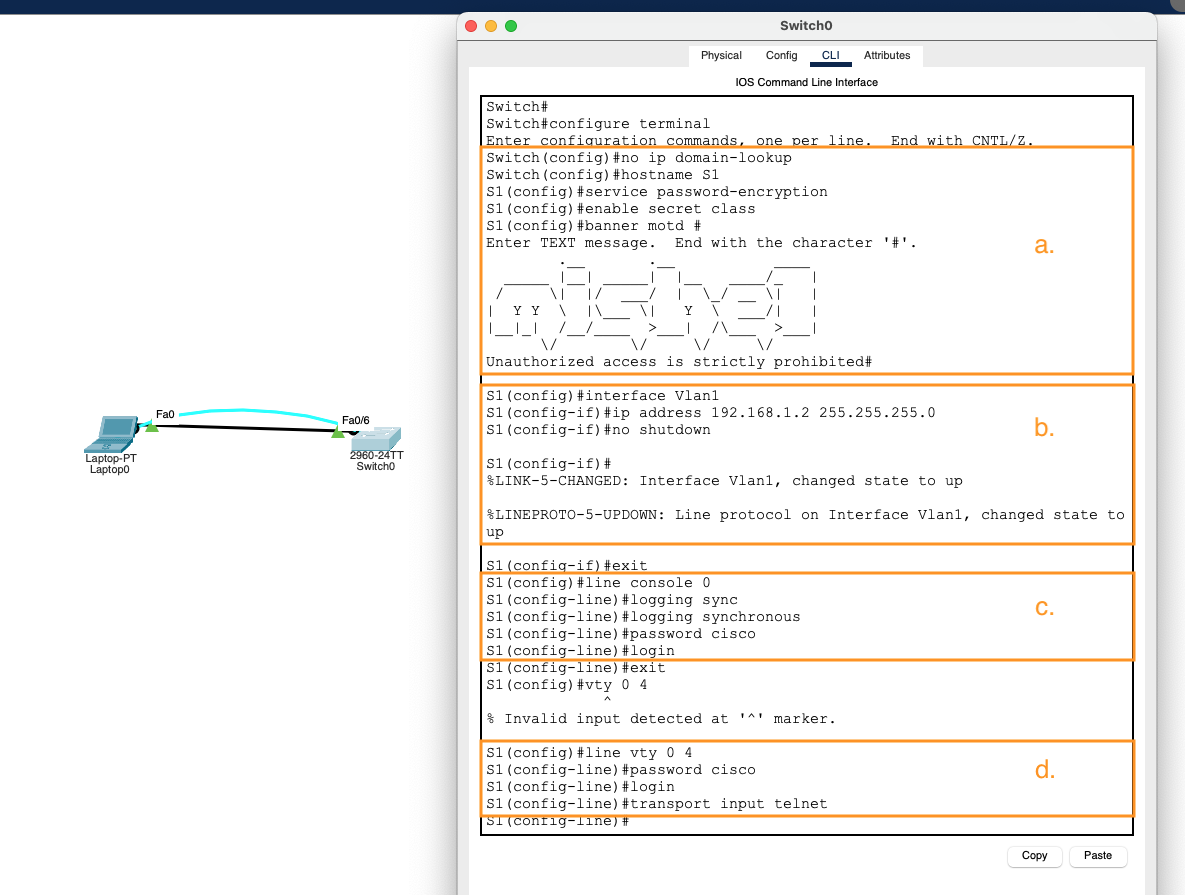 Switch0
Physical Config CLI Attributes
IOS Command Line Interface
Switch#
Switch#configure terminal
Enter configuration commands, one per line.  End with CNTL/Z.
Switch(config)#no ip domain-lookup
Switch(config)#hostname S1
S1(config)#service password-encryption
S1(config)#enable secret class
S1(config)#banner motd #
Enter TEXT message.  End with the character '#'.
a.
Unauthorized access is strictly prohibited#
S1(config)#interface Vlan1
S1(config-if)#ip address 192.168.1.2 255.255.255.0
S1(config-if)#no shutdown
b.
S1(config-if)#
%LINK-5-CHANGED: Interface Vlan1, changed state to up
%LINEPROTO-5-UPDOWN: Line protocol on Interface Vlan1, changed state to
up
S1(config-if)#exit
S1(config)#line console 0
S1(config-line)#logging sync
c.
S1(config-line)#logging synchronous
S1(config-line)#password cisco
S1(config-line)#login
S1(config-line)#exit
S1(config)#vty 0 4
^
% Invalid input detected at '^' marker.
S1(config)#line vty 0 4
S1(config-line)#password cisco
d.
S1(config-line)#login
S1(config-line)#transport input telnet
S1(config-line)#
Copy Paste
Fa0
Fa0/6
Laptop-PT
Laptop0
2960-24TT
Switch0